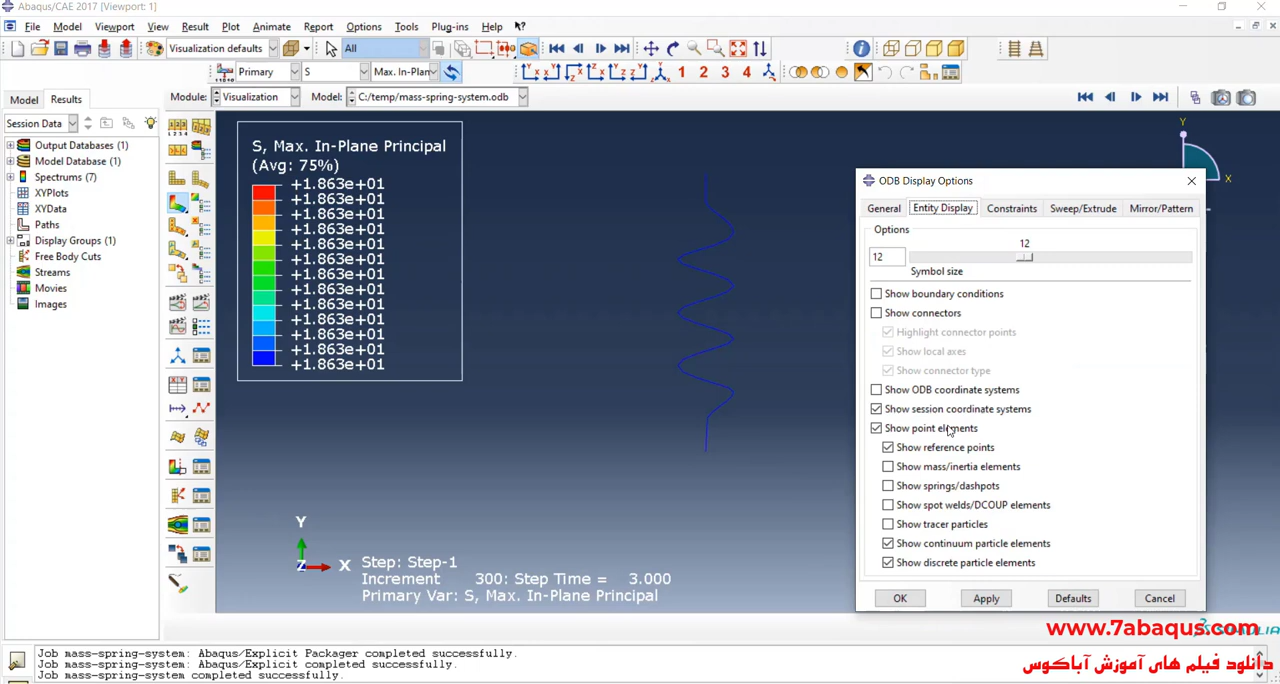 Abaqus/CAE 2017 [Viewport: 1]
File Model Viewport View Result Plot Animate Report Options Tools Plug-ins Help
Visualization defaults All
Primary S Max. In-Plan 1 2 3 4
Model Results Module: Visualization Model: C:/temp/mass-spring-system.odb
Session Data
Output Databases (1)
Model Database (1)
Spectrums (7)
XYPlots
XYData
Paths
Display Groups (1)
Free Body Cuts
Streams
Movies
Images
S, Max. In-Plane Principal
(Avg: 75%)
+1.863e+01
+1.863e+01
+1.863e+01
+1.863e+01
+1.863e+01
+1.863e+01
+1.863e+01
+1.863e+01
+1.863e+01
+1.863e+01
+1.863e+01
+1.863e+01
+1.863e+01
Y
X
Y
X
Step: Step-1
Increment 300: Step Time = 3.000
Primary Var: S, Max. In-Plane Principal
ODB Display Options
General Entity Display Constraints Sweep/Extrude Mirror/Pattern
Options
12
12
Symbol size
Show boundary conditions
Show connectors
Highlight connector points
Show local axes
Show connector type
Show ODB coordinate systems
Show session coordinate systems
Show point elements
Show reference points
Show mass/inertia elements
Show springs/dashpots
Show spot welds/DCOUP elements
Show tracer particles
Show continuum particle elements
Show discrete particle elements
OK Apply Defaults Cancel
www.7abaqus.com
دانلود فیلم های آموزش آباکوس
Job mass-spring-system: Abaqus/Explicit Packager completed successfully.
Job mass-spring-system: Abaqus/Explicit completed successfully.
Job mass-spring-system completed successfully.